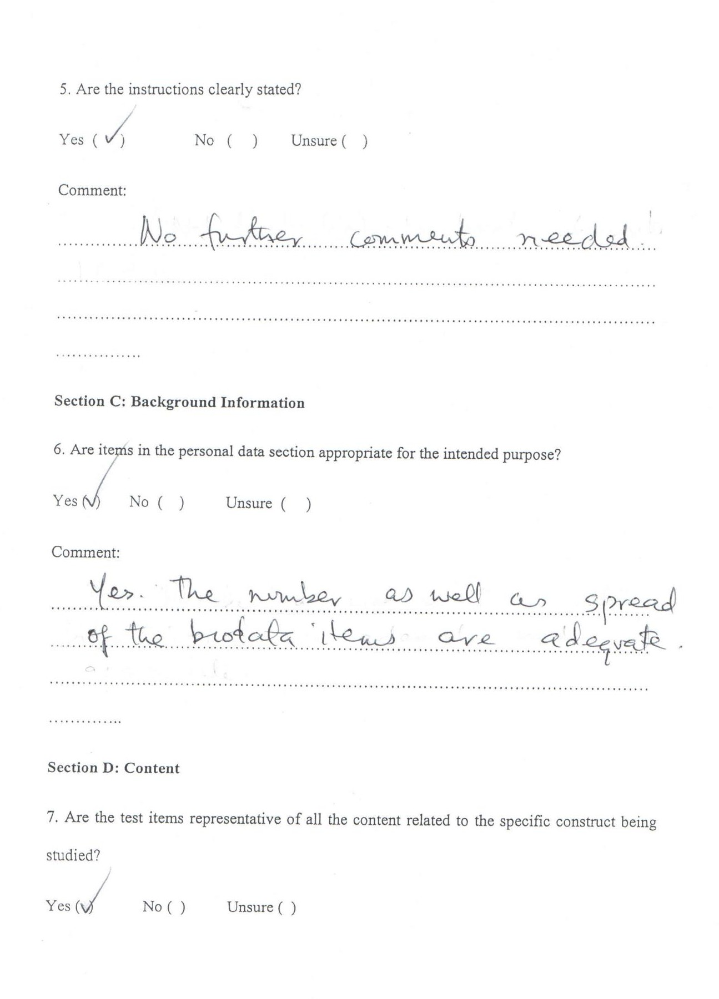 5. Are the instructions clearly stated?
Yes (✓) No ( ) Unsure ( )
Comment:
No further comments needed.
Section C: Background Information
6. Are items in the personal data section appropriate for the intended purpose?
Yes (✓) No ( ) Unsure ( )
Comment:
Yes. The number as well as spread
of the biodata items are adequate.
Section D: Content
7. Are the test items representative of all the content related to the specific construct being
studied?
Yes (✓) No ( ) Unsure ( )